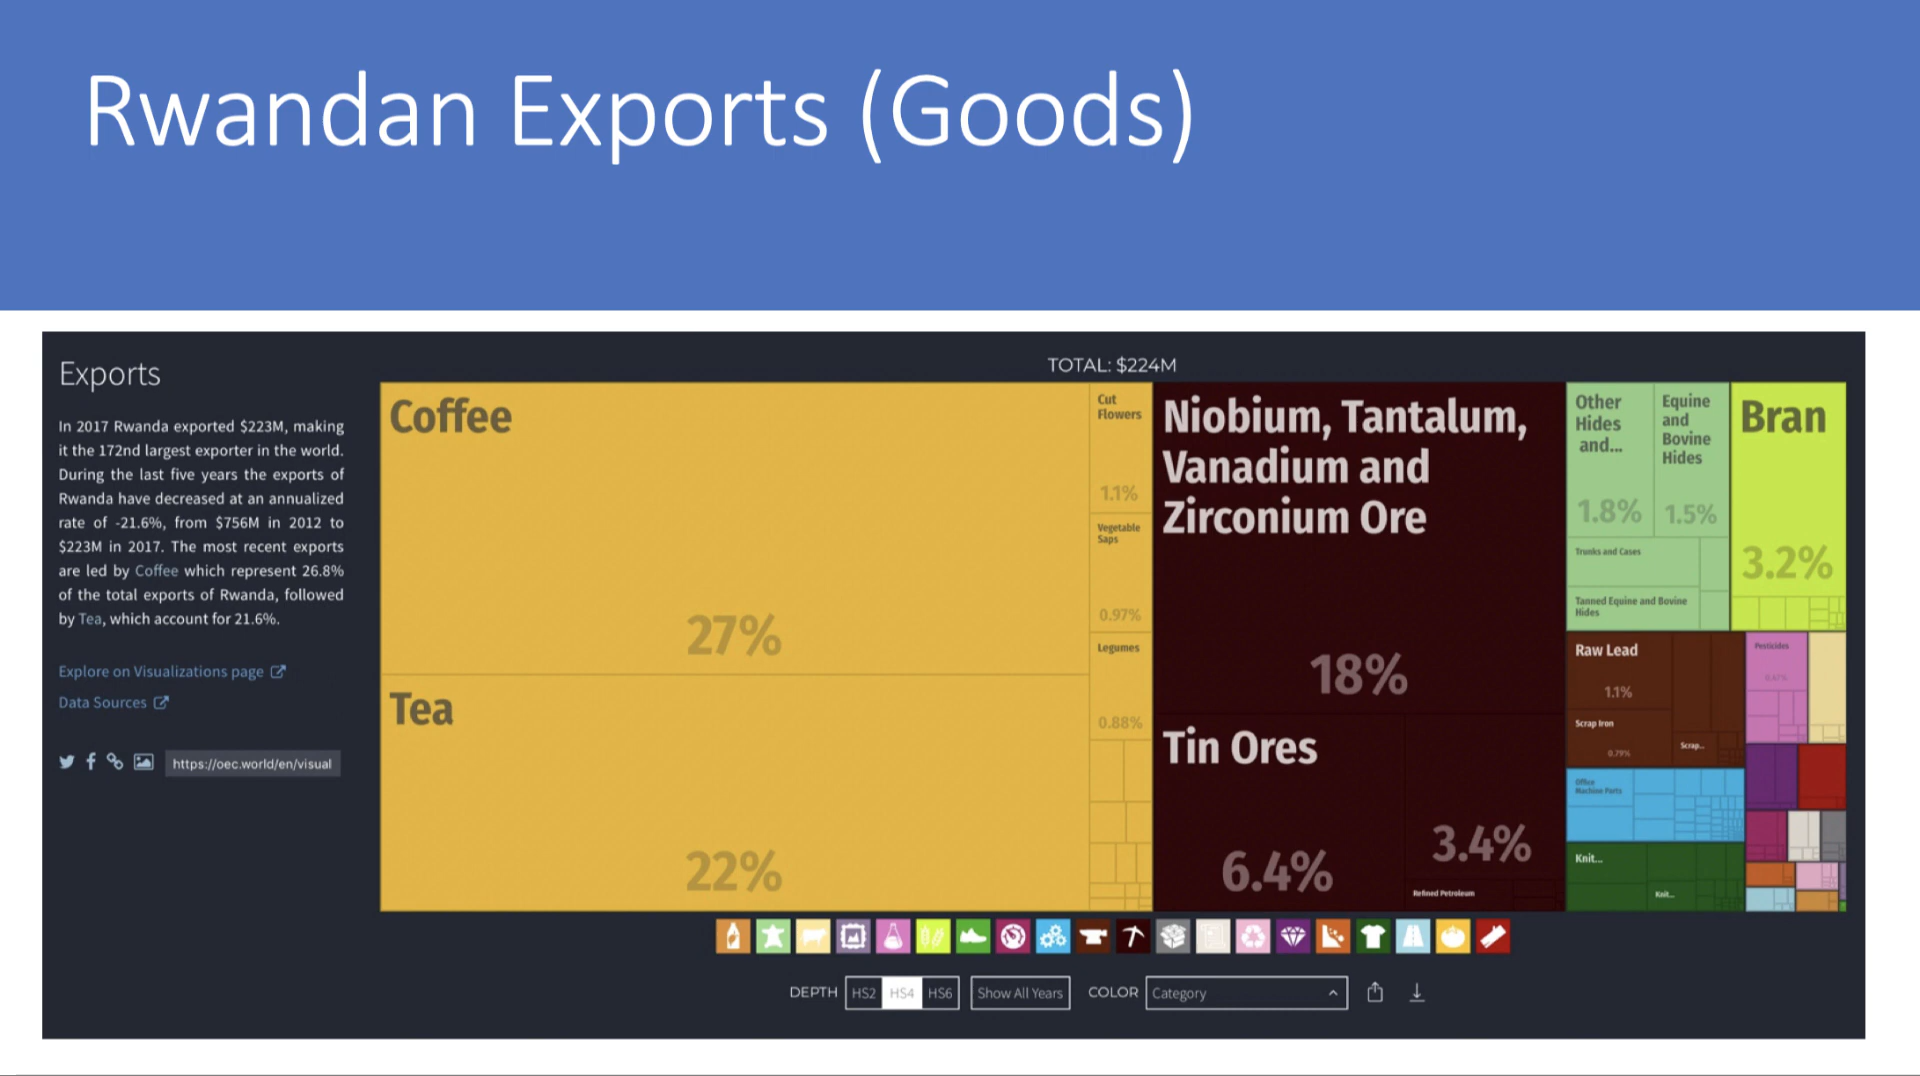 Rwandan Exports (Goods)
Exports
In 2017 Rwanda exported $223M, making
it the 172nd largest exporter in the world.
During the last five years the exports of
Rwanda have decreased at an annualized
rate of -21.6%, from $756M in 2012 to
$223M in 2017. The most recent exports
are led by Coffee which represent 26.8%
of the total exports of Rwanda, followed
by Tea, which account for 21.6%.
Explore on Visualizations page
Data Sources
https://oec.world/en/visual
TOTAL: $224M
Coffee
27%
Tea
22%
Cut
Flowers
1.1%
Vegetable
Saps
0.97%
Legumes
0.88%
Niobium, Tantalum,
Vanadium and
Zirconium Ore
18%
Tin Ores
6.4%
3.4%
Refined Petroleum
Other
Hides
and...
1.8%
Equine
and
Bovine
Hides
1.5%
Trunks and Cases
Tanned Equine and Bovine
Hides
Bran
3.2%
Raw Lead
1.1%
Scrap Iron
0.79%
Scrap...
Pesticides
0.47%
Office
Machine Parts
Knit...
Knit...
DEPTH
HS2
HS4
HS6
Show All Years
COLOR
Category